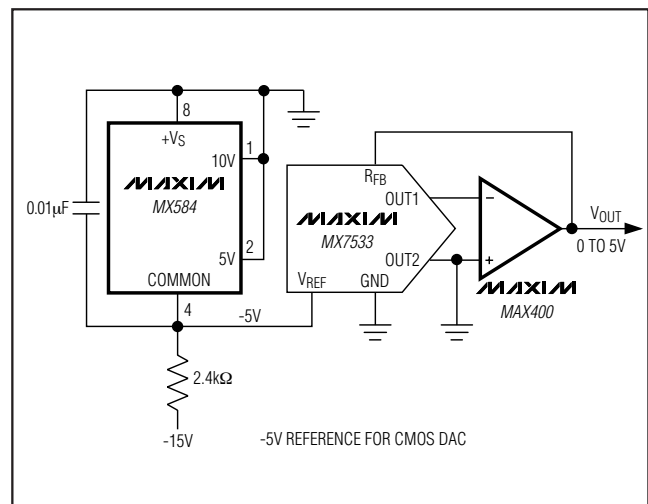 8
+VS
10V
1
MAXIM
MX584
0.01µF
5V
2
COMMON
4
-5V
2.4kΩ
-15V
RFB
OUT1
MAXIM
MX7533
OUT2
VREF
GND
−
+
MAXIM
MAX400
VOUT
0 TO 5V
-5V REFERENCE FOR CMOS DAC